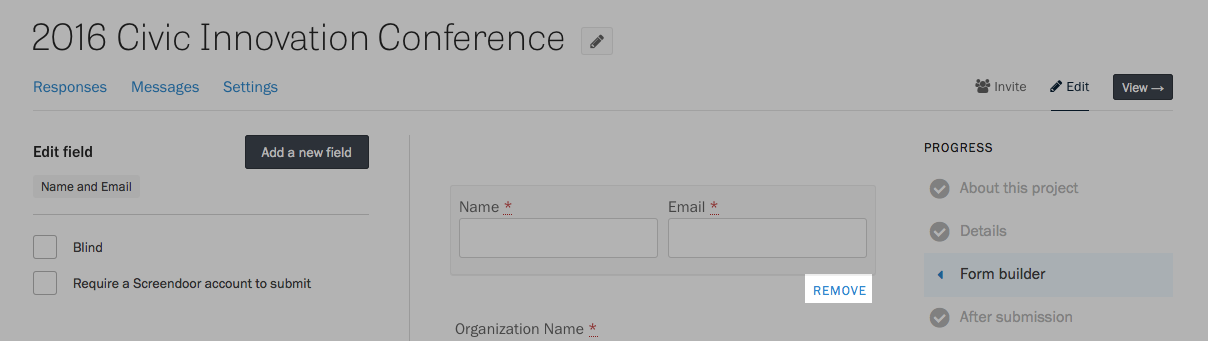 2016 Civic Innovation Conference
Responses Messages Settings
Invite Edit View →
Edit field
Add a new field
Name and Email
Blind
Require a Screendoor account to submit
Name * Email *
REMOVE
Organization Name *
PROGRESS
About this project
Details
Form builder
After submission